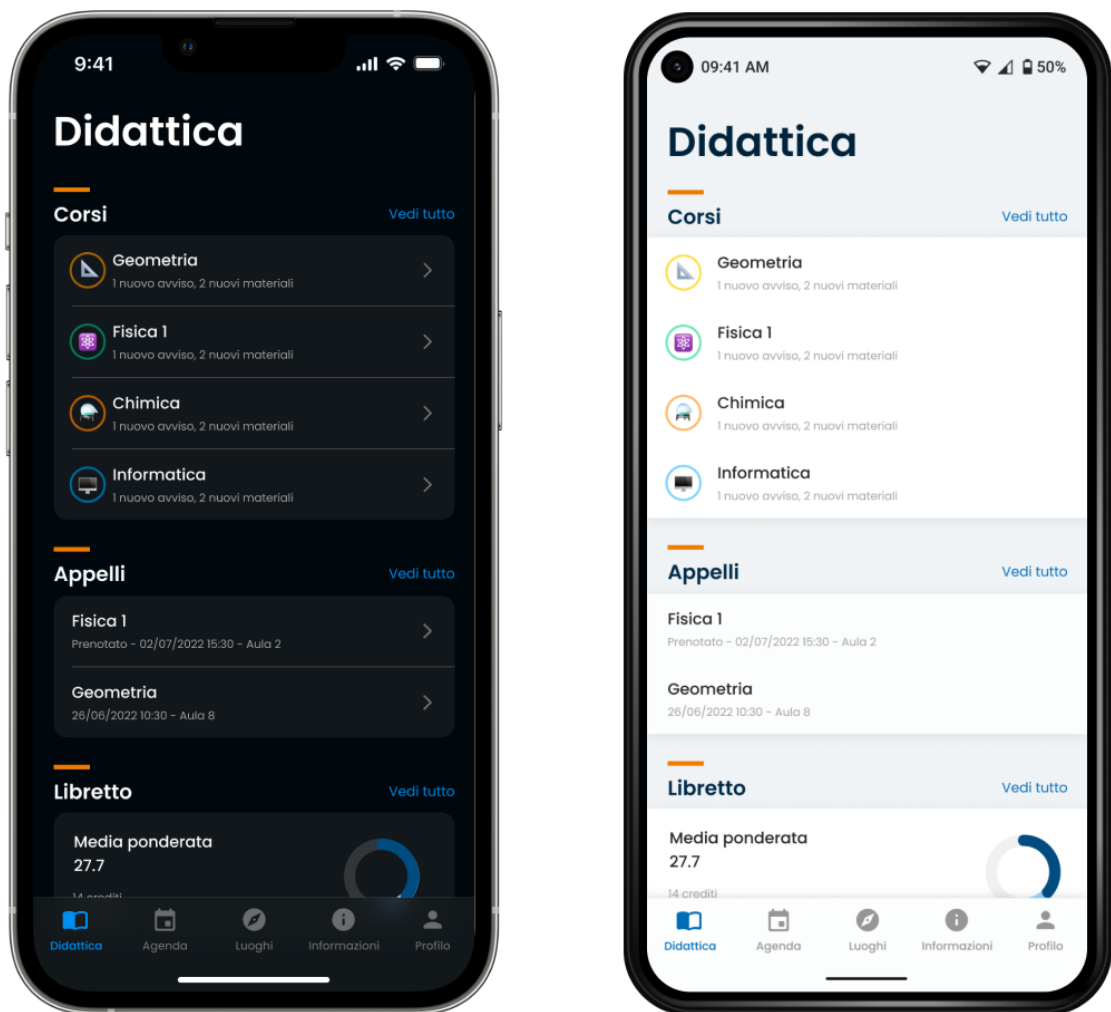 9:41
Didattica
Corsi Vedi tutto
Geometria
1 nuovo avviso, 2 nuovi materiali
Fisica 1
1 nuovo avviso, 2 nuovi materiali
Chimica
1 nuovo avviso, 2 nuovi materiali
Informatica
1 nuovo avviso, 2 nuovi materiali
Appelli Vedi tutto
Fisica 1
Prenotato - 02/07/2022 15:30 - Aula 2
Geometria
26/06/2022 10:30 - Aula 8
Libretto Vedi tutto
Media ponderata
27.7
14 crediti
Didattica Agenda Luoghi Informazioni Profilo
09:41 AM 50%
Didattica
Corsi Vedi tutto
Geometria
1 nuovo avviso, 2 nuovi materiali
Fisica 1
1 nuovo avviso, 2 nuovi materiali
Chimica
1 nuovo avviso, 2 nuovi materiali
Informatica
1 nuovo avviso, 2 nuovi materiali
Appelli Vedi tutto
Fisica 1
Prenotato - 02/07/2022 15:30 - Aula 2
Geometria
26/06/2022 10:30 - Aula 8
Libretto Vedi tutto
Media ponderata
27.7
14 crediti
Didattica Agenda Luoghi Informazioni Profilo